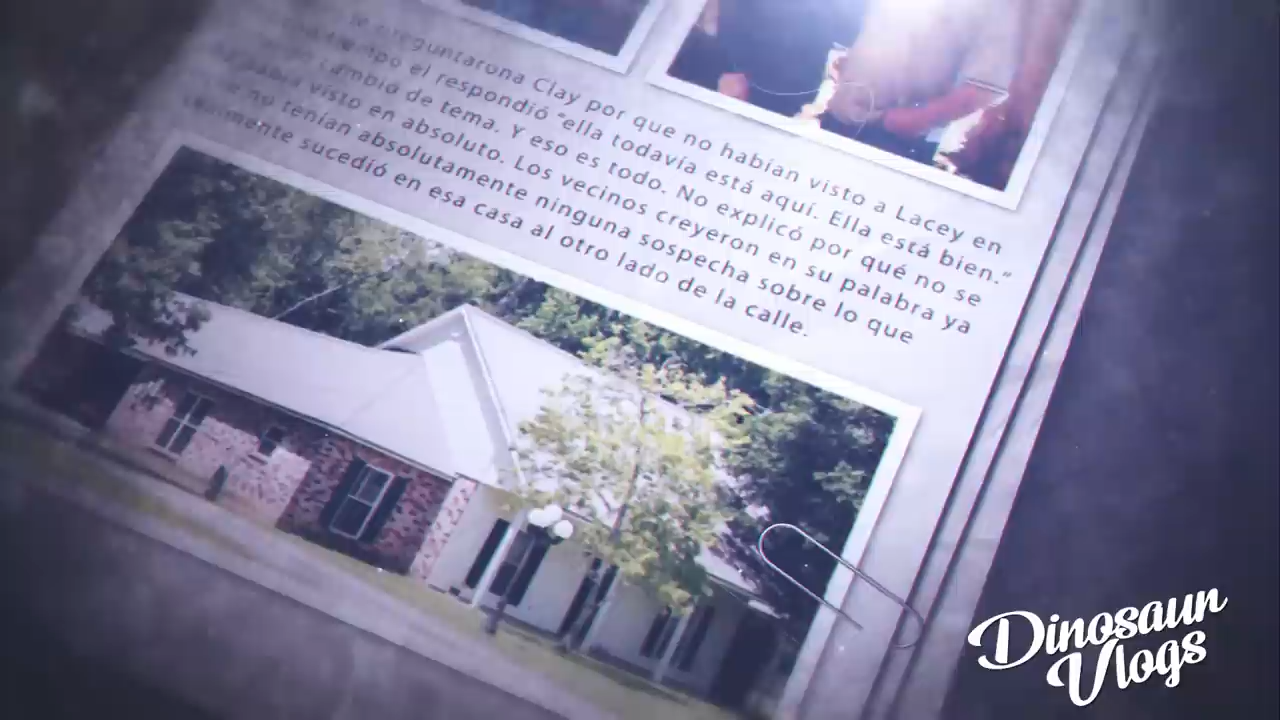 le preguntarona Clay por que no habían visto a Lacey en
tiempo el respondió “ella todavía está aquí. Ella está bien.”
cambio de tema. Y eso es todo. No explicó por qué no se
había visto en absoluto. Los vecinos creyeron en su palabra ya
que no tenían absolutamente ninguna sospecha sobre lo que
realmente sucedió en esa casa al otro lado de la calle.
Dinosaur
Vlogs